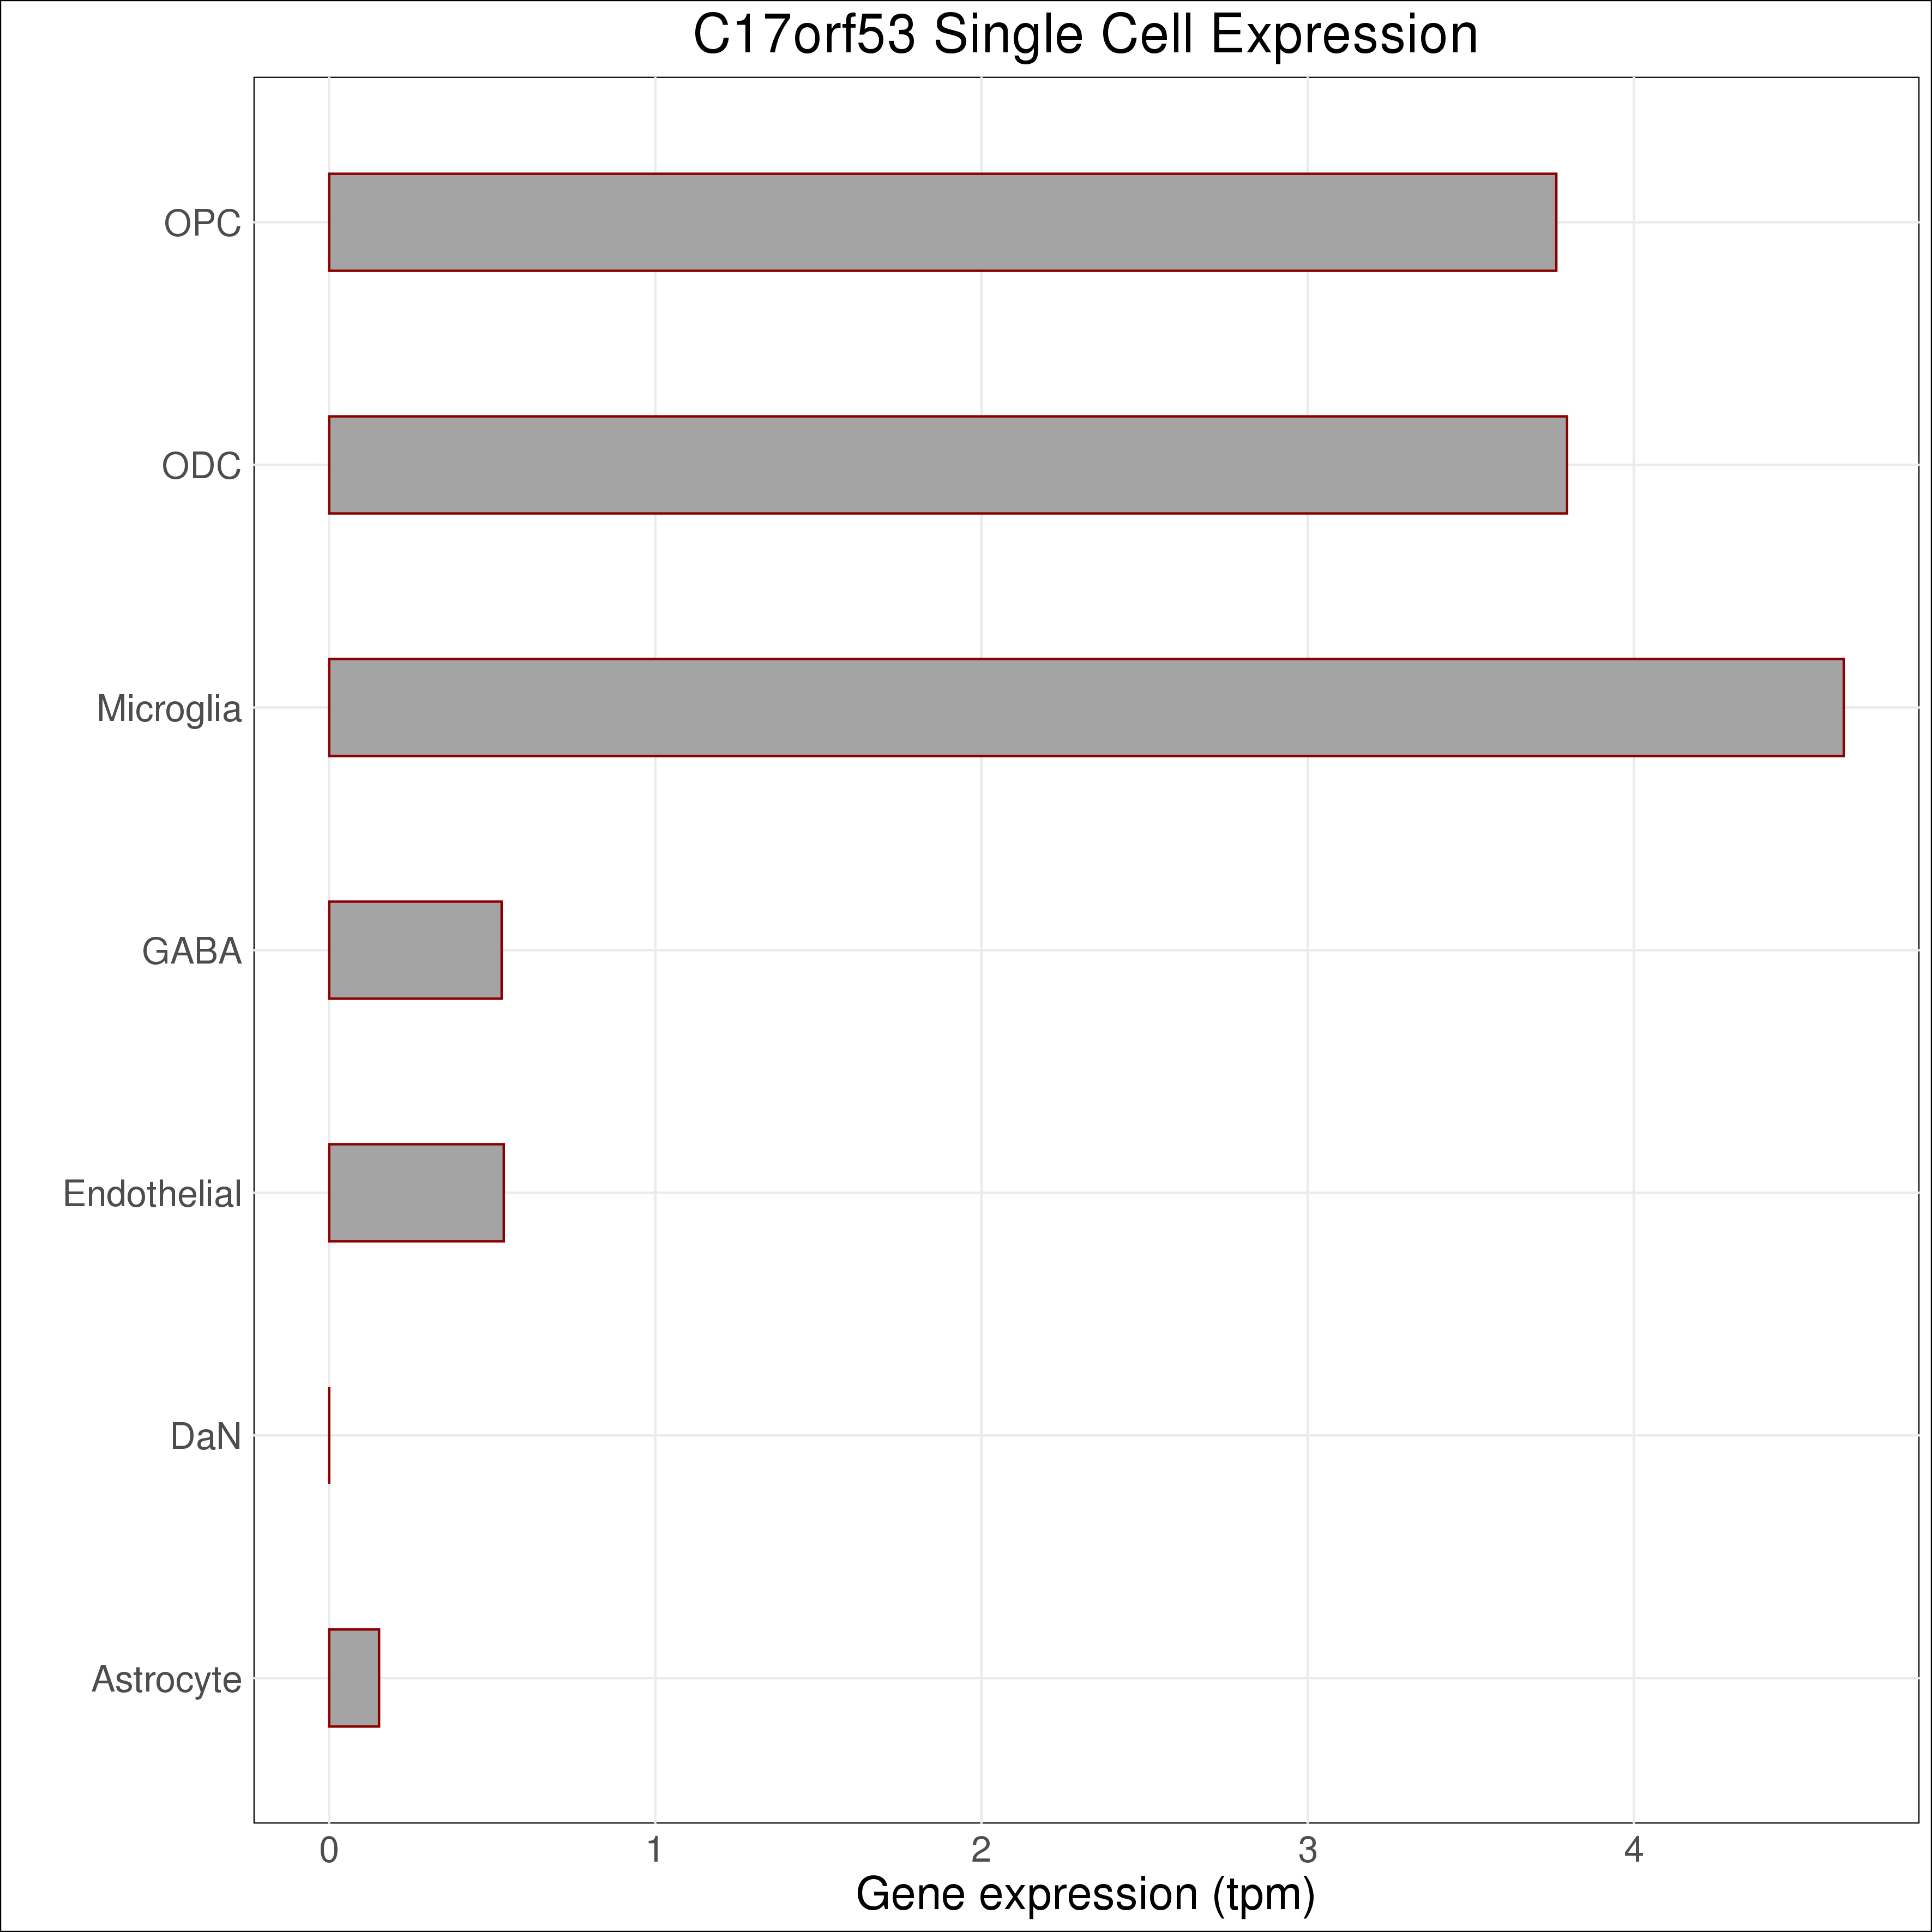 C17orf53 Single Cell Expression
OPC
ODC
Microglia
GABA
Endothelial
DaN
Astrocyte
0 1 2 3 4
Gene expression (tpm)